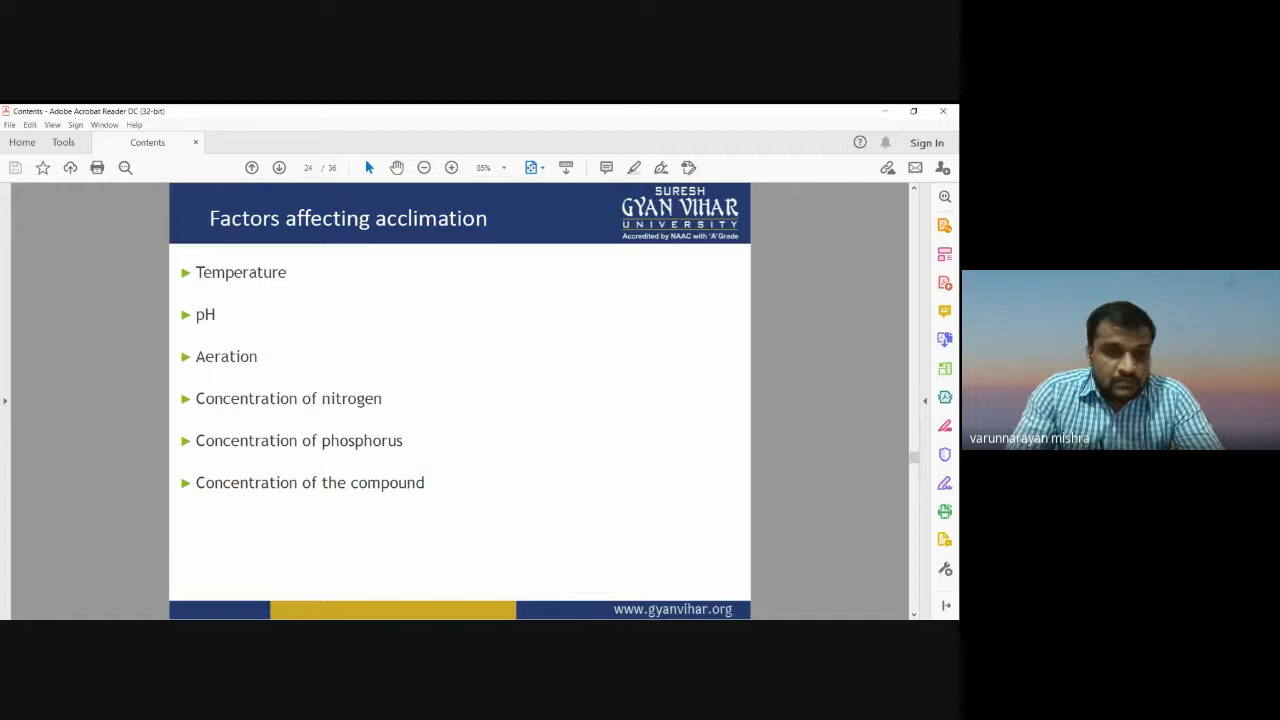 Contents - Adobe Acrobat Reader DC (32-bit)
File Edit View Sign Window Help
Home Tools Contents × Sign In
24 / 36 85%
Factors affecting acclimation
SURESH
GYAN VIHAR
UNIVERSITY
Accredited by NAAC with 'A' Grade
Temperature
pH
Aeration
Concentration of nitrogen
Concentration of phosphorus
Concentration of the compound
www.gyanvihar.org
varunnarayan mishra